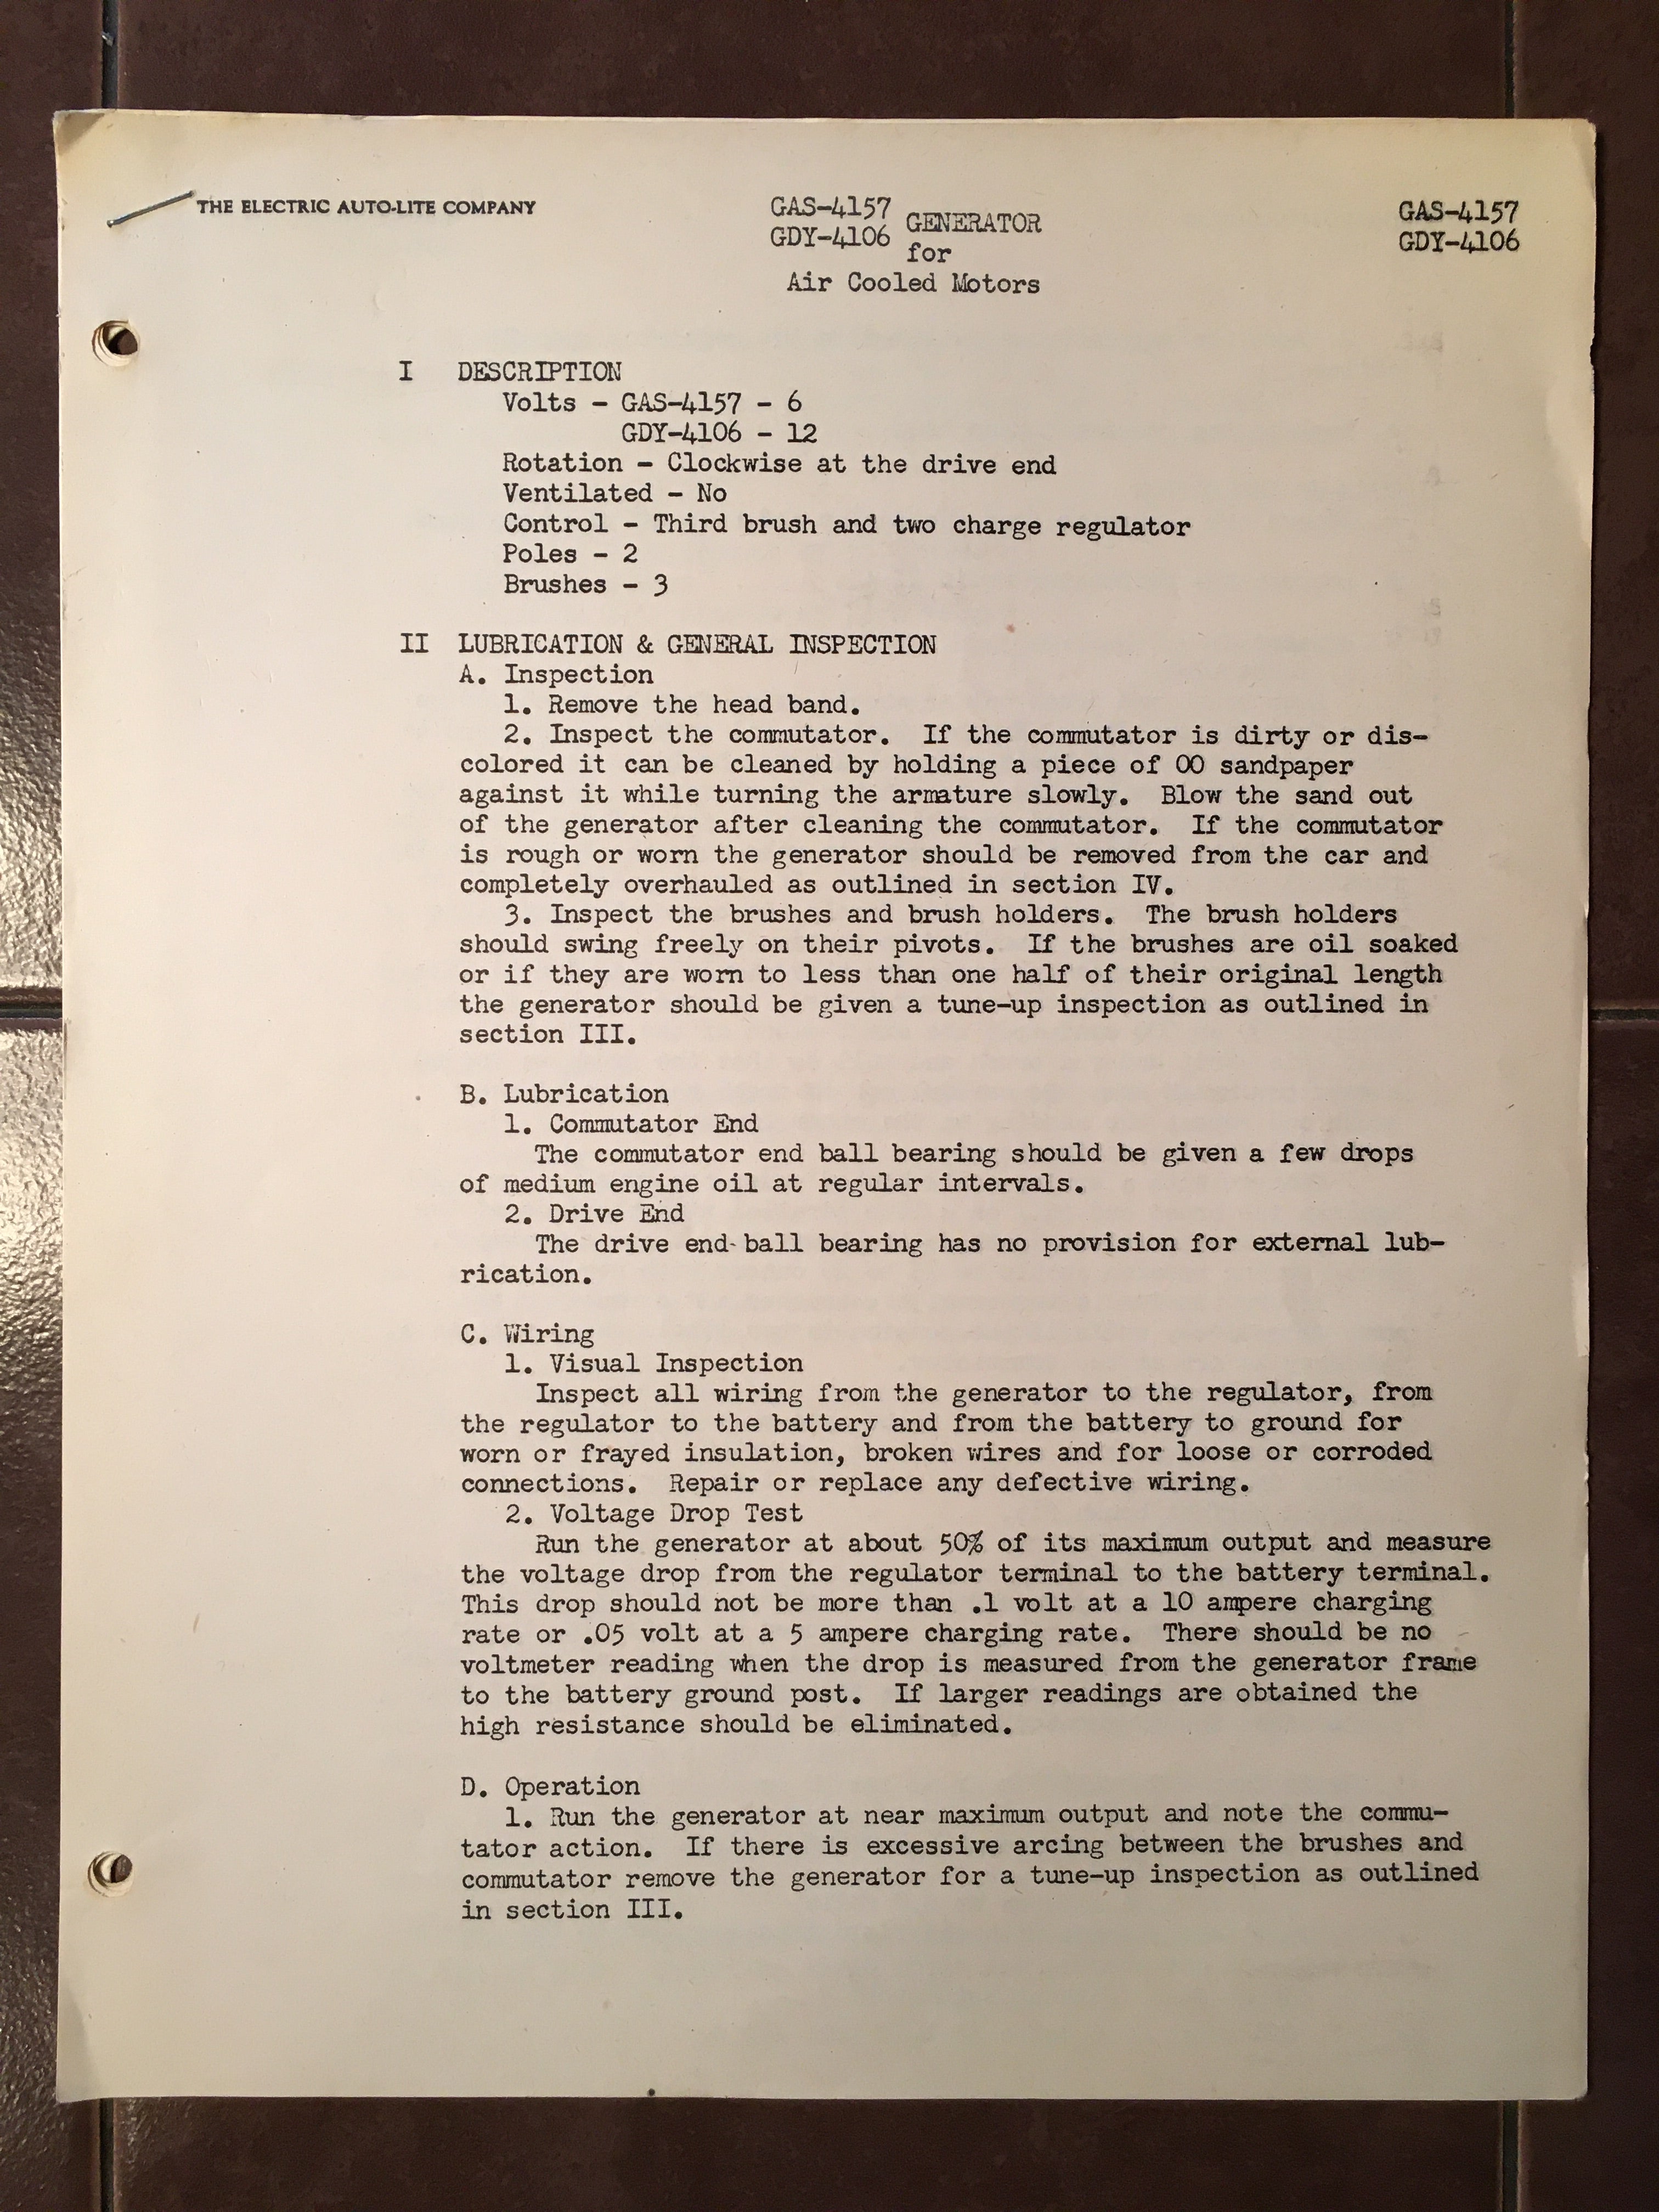 THE ELECTRIC AUTO-LITE COMPANY
GAS-4157
GDY-4106 GENERATOR
for
Air Cooled Motors
GAS-4157
GDY-4106
I DESCRIPTION
Volts - GAS-4157 - 6
GDY-4106 - 12
Rotation - Clockwise at the drive end
Ventilated - No
Control - Third brush and two charge regulator
Poles - 2
Brushes - 3
II LUBRICATION & GENERAL INSPECTION
A. Inspection
1. Remove the head band.
2. Inspect the commutator. If the commutator is dirty or dis-
colored it can be cleaned by holding a piece of 00 sandpaper
against it while turning the armature slowly. Blow the sand out
of the generator after cleaning the commutator. If the commutator
is rough or worn the generator should be removed from the car and
completely overhauled as outlined in section IV.
3. Inspect the brushes and brush holders. The brush holders
should swing freely on their pivots. If the brushes are oil soaked
or if they are worn to less than one half of their original length
the generator should be given a tune-up inspection as outlined in
section III.
B. Lubrication
1. Commutator End
The commutator end ball bearing should be given a few drops
of medium engine oil at regular intervals.
2. Drive End
The drive end ball bearing has no provision for external lub-
rication.
C. Wiring
1. Visual Inspection
Inspect all wiring from the generator to the regulator, from
the regulator to the battery and from the battery to ground for
worn or frayed insulation, broken wires and for loose or corroded
connections. Repair or replace any defective wiring.
2. Voltage Drop Test
Run the generator at about 50% of its maximum output and measure
the voltage drop from the regulator terminal to the battery terminal.
This drop should not be more than .1 volt at a 10 ampere charging
rate or .05 volt at a 5 ampere charging rate. There should be no
voltmeter reading when the drop is measured from the generator frame
to the battery ground post. If larger readings are obtained the
high resistance should be eliminated.
D. Operation
1. Run the generator at near maximum output and note the commu-
tator action. If there is excessive arcing between the brushes and
commutator remove the generator for a tune-up inspection as outlined
in section III.